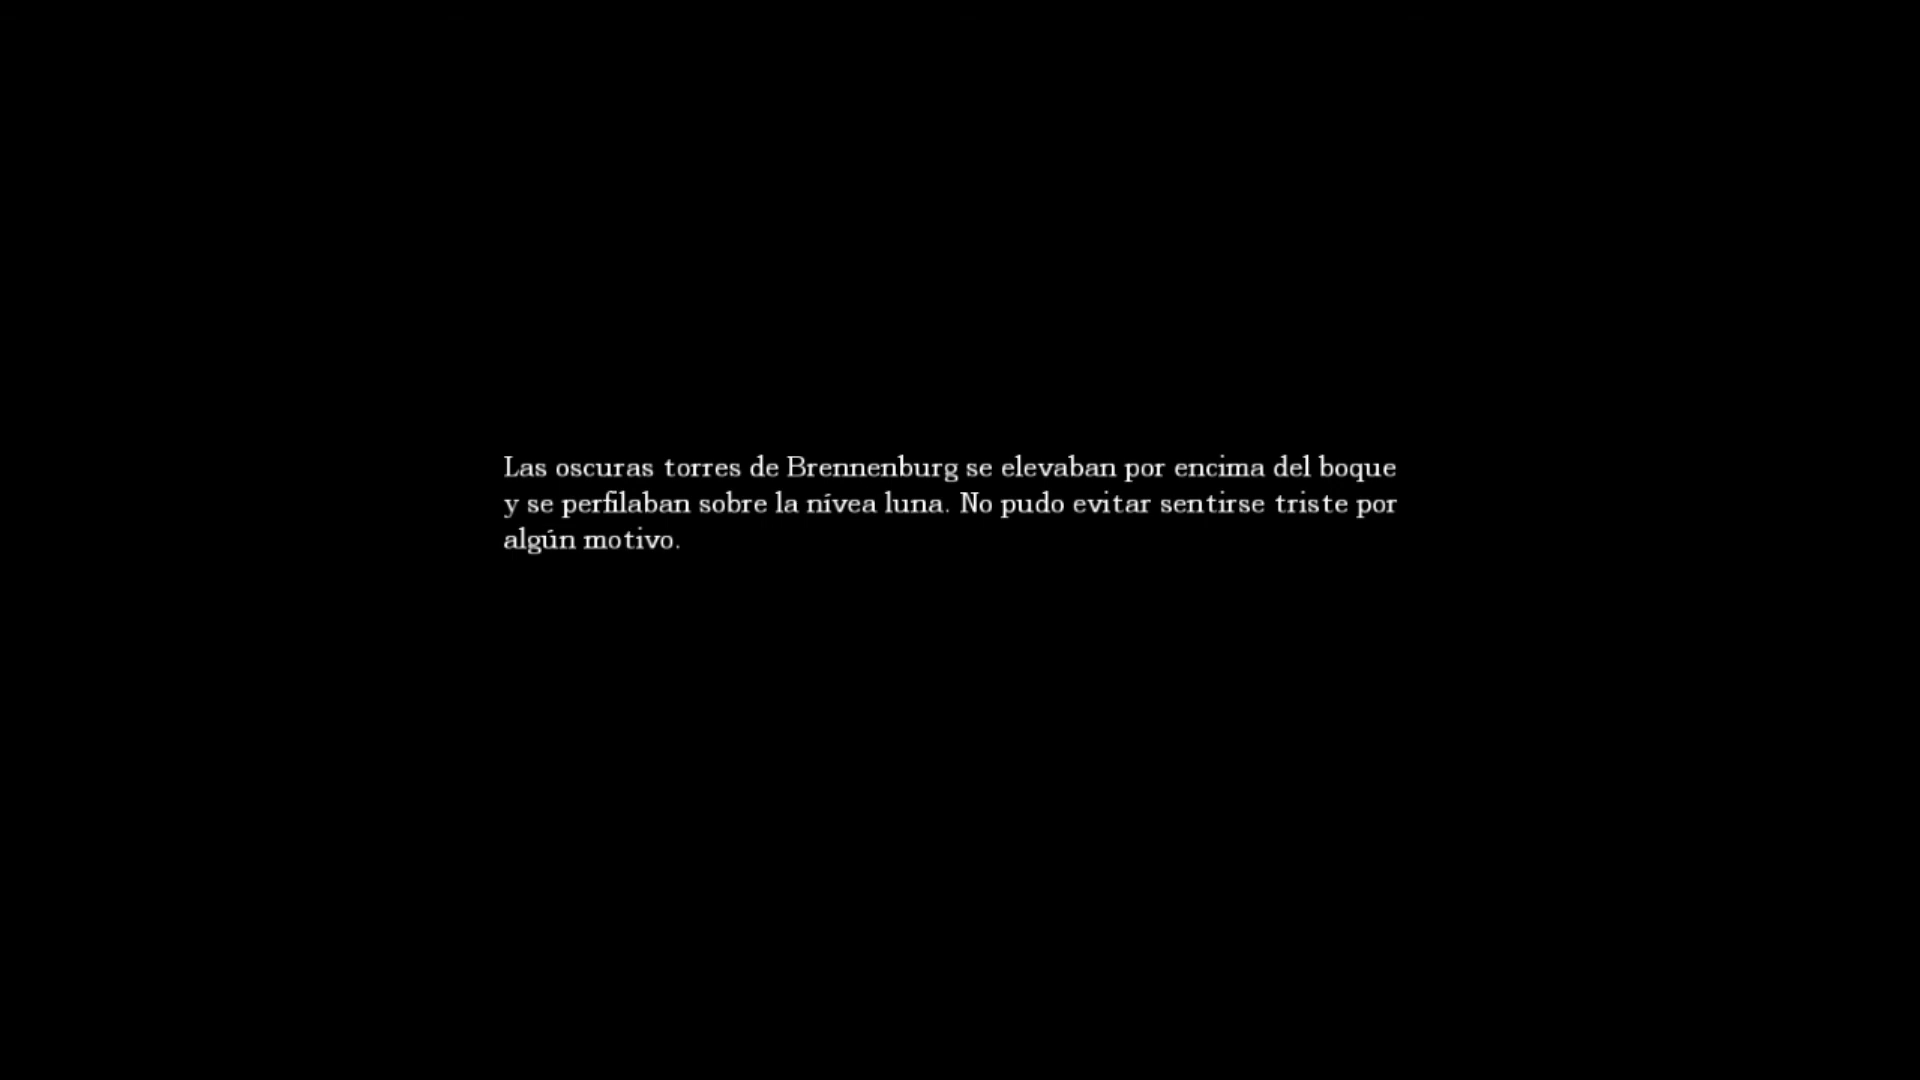 Las oscuras torres de Brennenburg se elevaban por encima del boque
y se perfilaban sobre la nívea luna. No pudo evitar sentirse triste por
algún motivo.